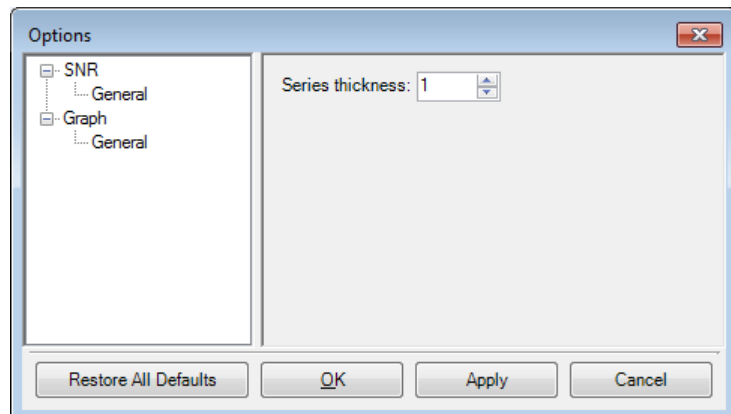 Options
SNR
General
Graph
General
Series thickness: 1
Restore All Defaults
OK
Apply
Cancel